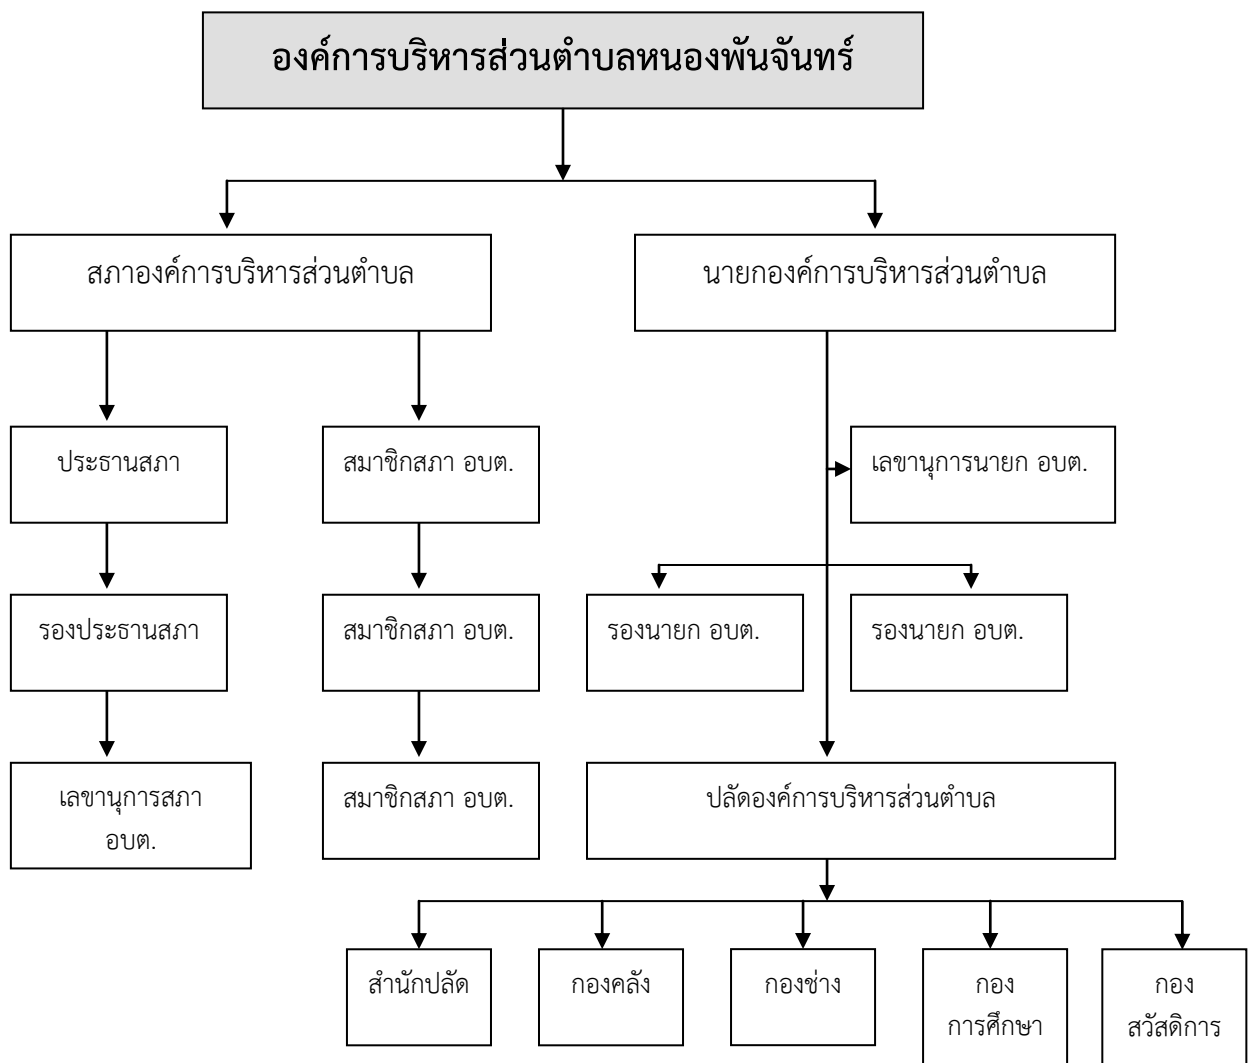 องค์การบริหารส่วนตำบลหนองพันจันทร์
สภาองค์การบริหารส่วนตำบล
นายกองค์การบริหารส่วนตำบล
ประธานสภา
สมาชิกสภา อบต.
เลขานุการนายก อบต.
รองประธานสภา
สมาชิกสภา อบต.
รองนายก อบต.
รองนายก อบต.
เลขานุการสภา
อบต.
สมาชิกสภา อบต.
ปลัดองค์การบริหารส่วนตำบล
สำนักปลัด
กองคลัง
กองช่าง
กอง
การศึกษา
กอง
สวัสดิการ